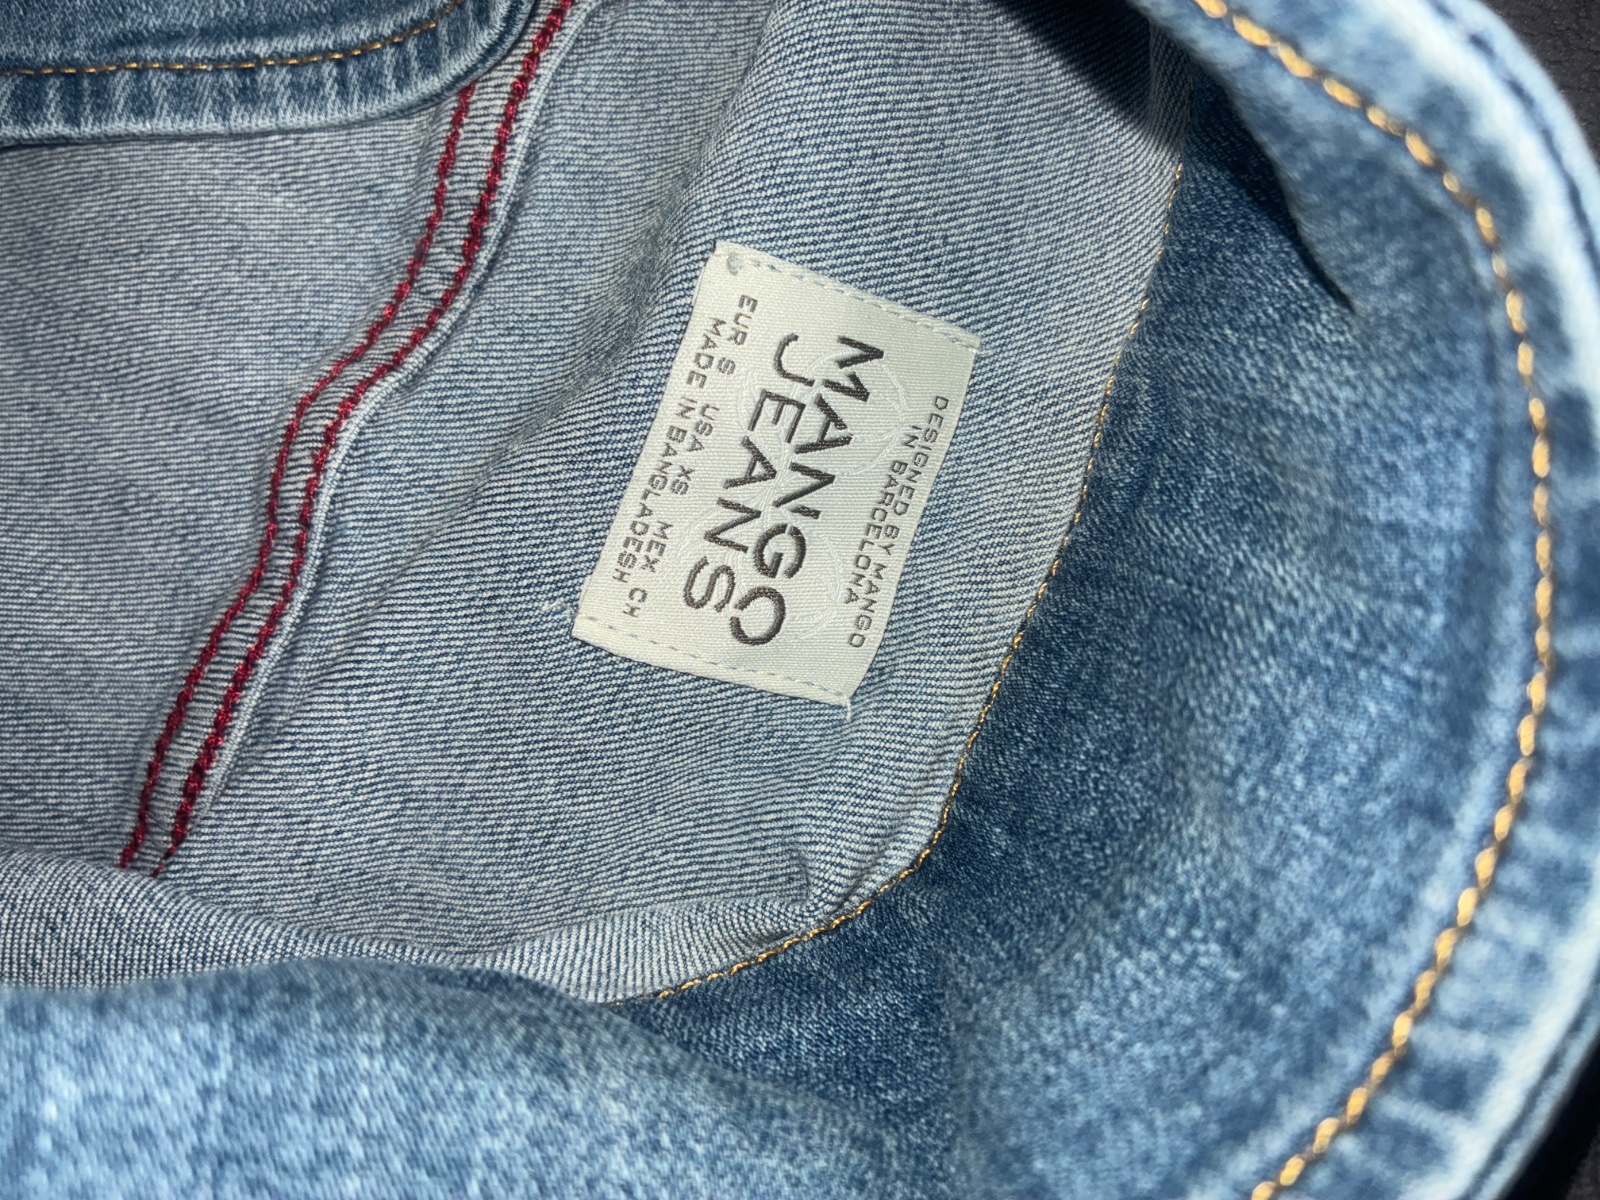 DESIGNED BY MANGO
IN BARCELONA
MANGO
JEANS
EUR S USA XS MEX CH
MADE IN BANGLADESH